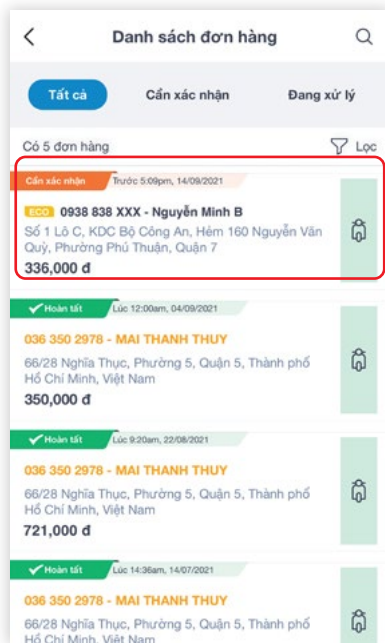 Danh sách đơn hàng
Tất cả
Cần xác nhận
Đang xử lý
Có 5 đơn hàng
Lọc
Cần xác nhận
Trước 5:09pm, 14/09/2021
ECO 0938 838 XXX - Nguyễn Minh B
Số 1 Lô C, KDC Bộ Công An, Hẻm 160 Nguyễn Văn
Quỳ, Phường Phú Thuận, Quận 7
336,000 đ
Hoàn tất
Lúc 12:00am, 04/09/2021
036 350 2978 - MAI THANH THUY
66/28 Nghĩa Thục, Phường 5, Quận 5, Thành phố
Hồ Chí Minh, Việt Nam
350,000 đ
Hoàn tất
Lúc 9:20am, 22/08/2021
036 350 2978 - MAI THANH THUY
66/28 Nghĩa Thục, Phường 5, Quận 5, Thành phố
Hồ Chí Minh, Việt Nam
721,000 đ
Hoàn tất
Lúc 14:36am, 14/07/2021
036 350 2978 - MAI THANH THUY
66/28 Nghĩa Thục, Phường 5, Quận 5, Thành phố
Hồ Chí Minh, Việt Nam